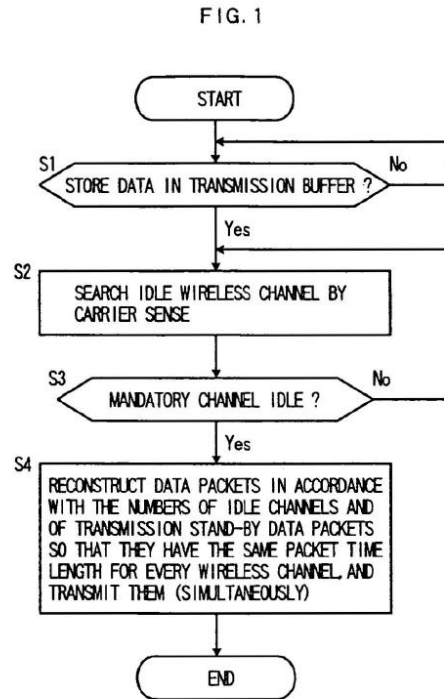 FIG. 1
START
S1
STORE DATA IN TRANSMISSION BUFFER ?
No
Yes
S2
SEARCH IDLE WIRELESS CHANNEL BY
CARRIER SENSE
S3
MANDATORY CHANNEL IDLE ?
No
Yes
S4
RECONSTRUCT DATA PACKETS IN ACCORDANCE
WITH THE NUMBERS OF IDLE CHANNELS AND
OF TRANSMISSION STAND-BY DATA PACKETS
SO THAT THEY HAVE THE SAME PACKET TIME
LENGTH FOR EVERY WIRELESS CHANNEL, AND
TRANSMIT THEM (SIMULTANEOUSLY)
END